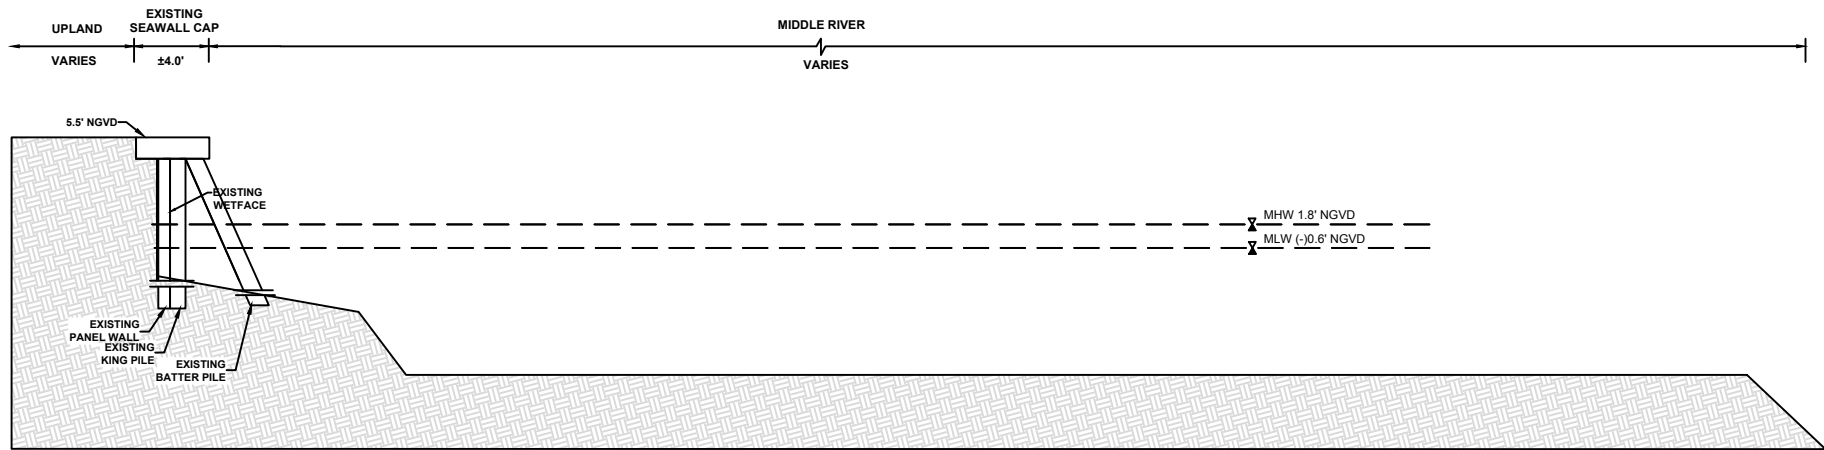 UPLAND
VARIES
EXISTING
SEAWALL CAP
±4.0'
MIDDLE RIVER
VARIES
5.5' NGVD
EXISTING
WETFACE
MHW 1.8' NGVD
MLW (-)0.6' NGVD
EXISTING
PANEL WALL
EXISTING
KING PILE
EXISTING
BATTER PILE